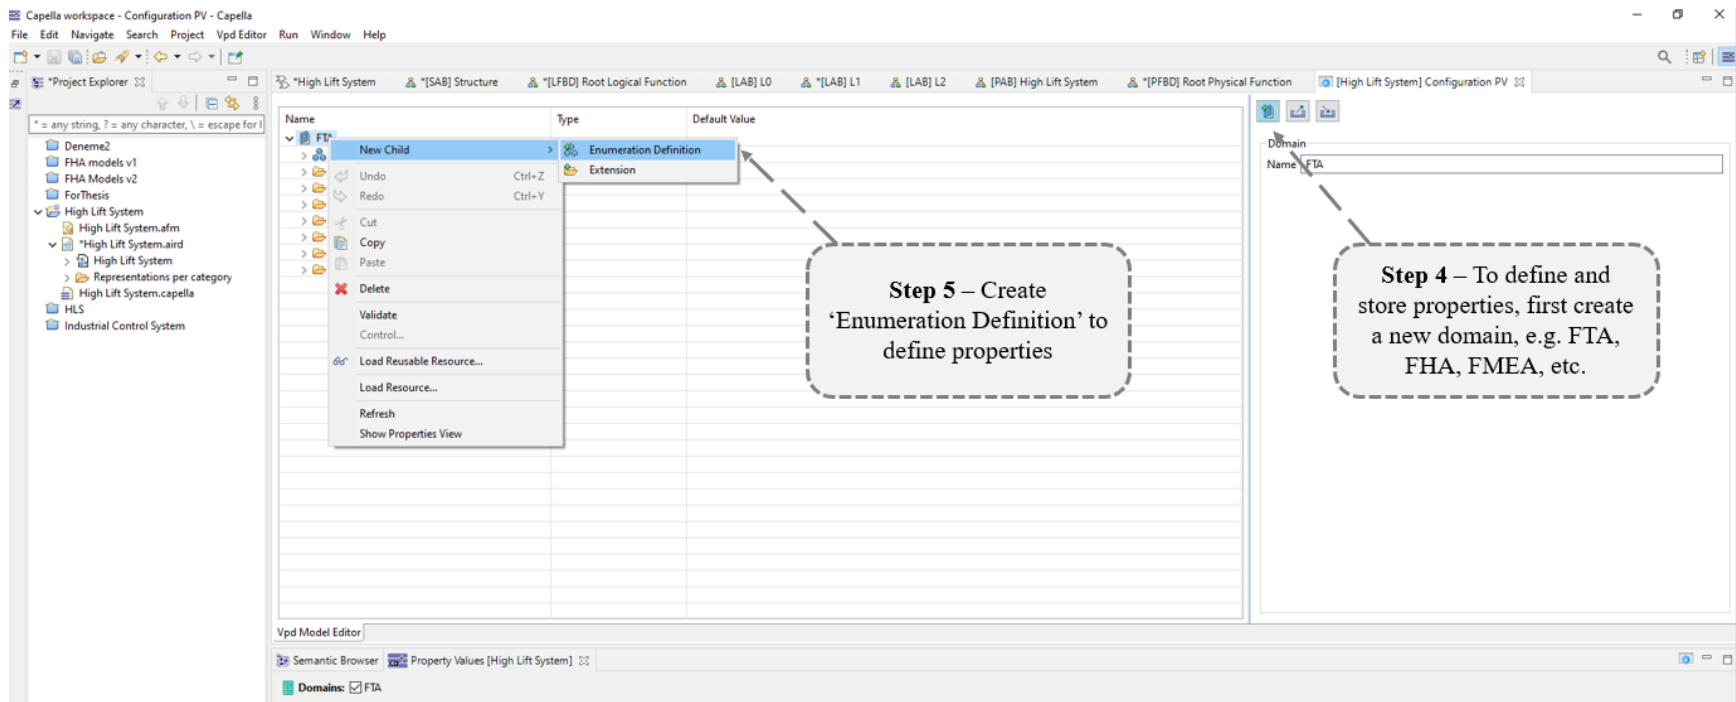 Capella workspace - Configuration PV - Capella
File Edit Navigate Search Project Vpd Editor Run Window Help
*Project Explorer
*High Lift System
*[SAB] Structure
*[LFBD] Root Logical Function
[LAB] L0
*[LAB] L1
[LAB] L2
[PAB] High Lift System
*[PFBD] Root Physical Function
[High Lift System] Configuration PV
* = any string, ? = any character, \ = escape for l
Deneme2
FHA models v1
FHA Models v2
ForThesis
High Lift System
High Lift System.afm
*High Lift System.aird
High Lift System
Representations per category
High Lift System.capella
HLS
Industrial Control System
Name Type Default Value
FTA
New Child
Undo Ctrl+Z
Redo Ctrl+Y
Cut
Copy
Paste
Delete
Validate
Control...
Load Reusable Resource...
Load Resource...
Refresh
Show Properties View
Enumeration Definition
Extension
Step 5 – Create
‘Enumeration Definition’ to
define properties
Domain
Name FTA
Step 4 – To define and
store properties, first create
a new domain, e.g. FTA,
FHA, FMEA, etc.
Vpd Model Editor
Semantic Browser
Property Values [High Lift System]
Domains: FTA